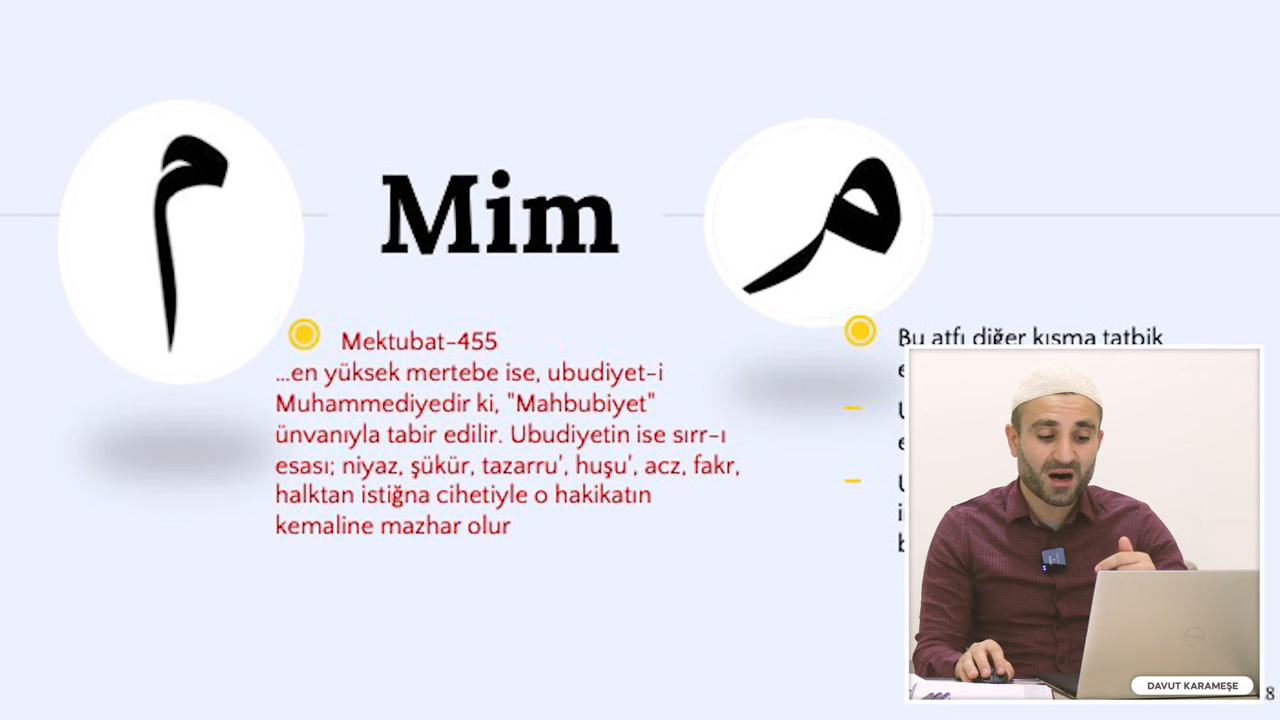 م
Mim
م
Mektubat-455
...en yüksek mertebe ise, ubudiyet-i
Muhammediyedir ki, "Mahbubiyet"
ünvanıyla tabir edilir. Ubudiyetin ise sırr-ı
esası; niyaz, şükür, tazarru', huşu', acz, fakr,
halktan istiğna cihetiyle o hakikatın
kemaline mazhar olur
Bu atfı diğer kısma tatbik
DAVUT KARAMEŞE
8